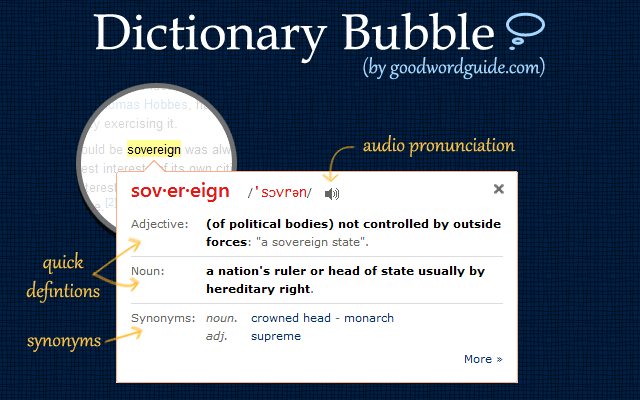 Dictionary Bubble
(by goodwordguide.com)
omas Hobbes,
y exercising it.
ould be sovereign was alw
est interest of its own cit
nterest
[2]
audio pronunciation
sov·er·eign /ˈsɔvrən/
Adjective: (of political bodies) not controlled by outside
forces: "a sovereign state".
quick
defintions
Noun: a nation's ruler or head of state usually by
hereditary right.
synonyms
Synonyms: noun. crowned head - monarch
adj. supreme
More »